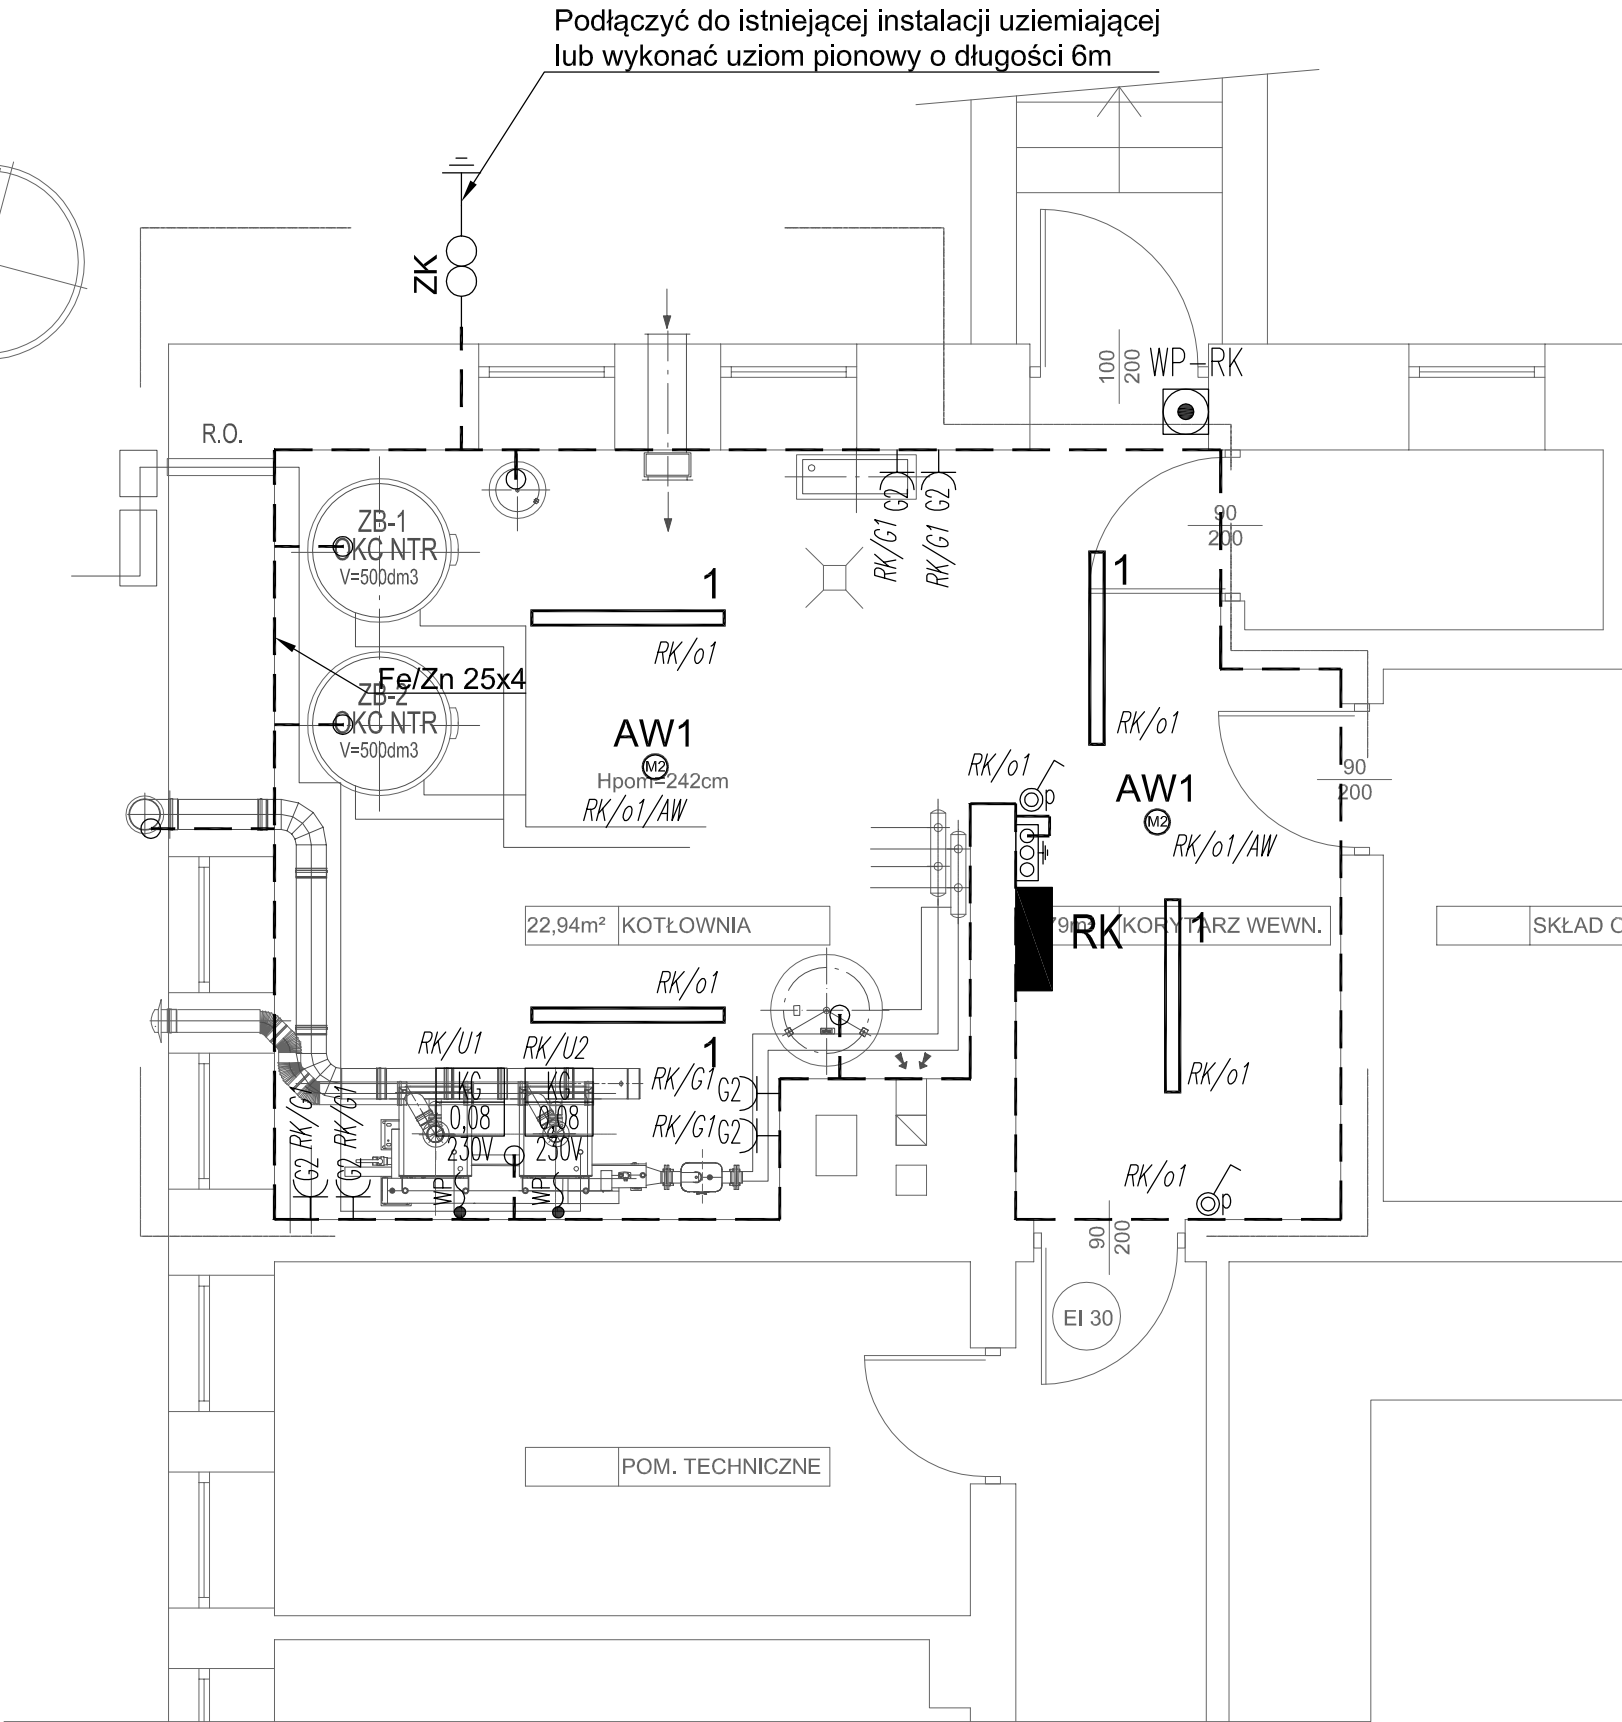 Podłączyć do istniejącej instalacji uziemiającej
lub wykonać uziom pionowy o długości 6m
ZK
100
200
WP-RK
R.O.
ZB-1
OKC NTR
V=500dm3
RK/G1 G2
RK/G1 G2
90
200
1
RK/o1
1
RK/o1
Fe/Zn 25x4
ZB-2
OKC NTR
V=500dm3
AW1
M2
Hpom=242cm
RK/o1/AW
RK/o1
p
AW1
M2
RK/o1/AW
90
200
22,94m² KOTŁOWNIA
RK
79m² KORYTARZ WEWN.
1
SKŁAD O
RK/o1
1
RK/o1
RK/U1
RK/U2
KG
0,08
230V
KG
0,08
230V
RK/G1 G2
RK/G1 G2
G2 RK/G1
G2 RK/G1
WP
WP
RK/o1
p
90
200
EI 30
POM. TECHNICZNE